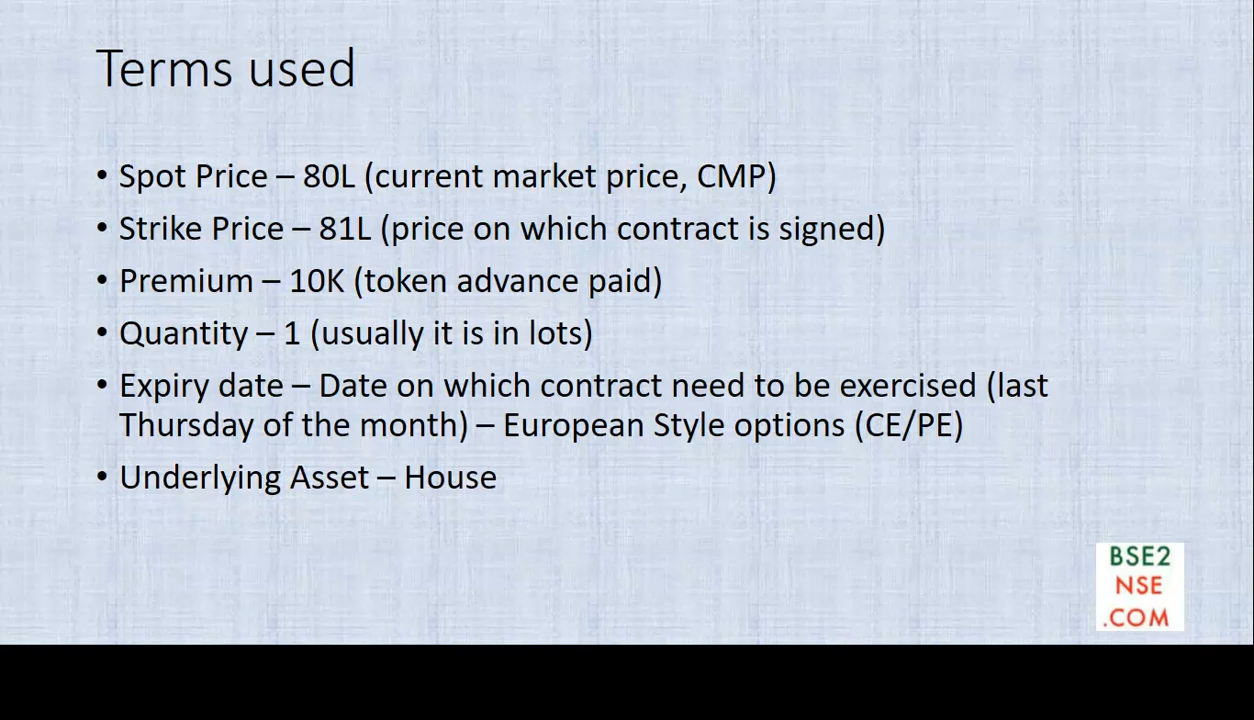 Terms used
• Spot Price – 80L (current market price, CMP)
• Strike Price – 81L (price on which contract is signed)
• Premium – 10K (token advance paid)
• Quantity – 1 (usually it is in lots)
• Expiry date – Date on which contract need to be exercised (last
Thursday of the month) – European Style options (CE/PE)
• Underlying Asset – House
BSE2
NSE
.COM